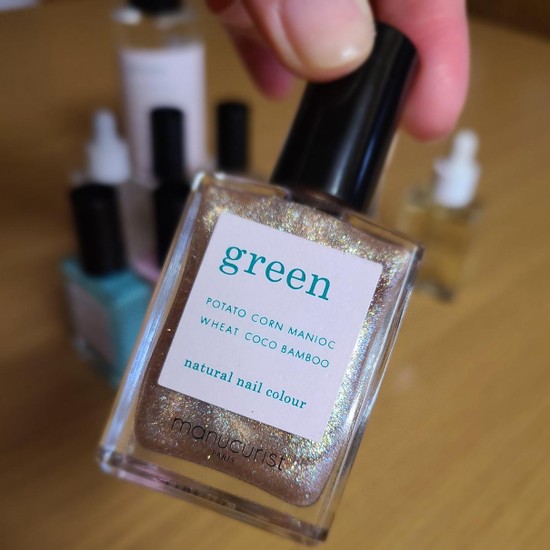 green
POTATO CORN MANIOC
WHEAT COCO BAMBOO
natural nail colour
manucurist
PARIS